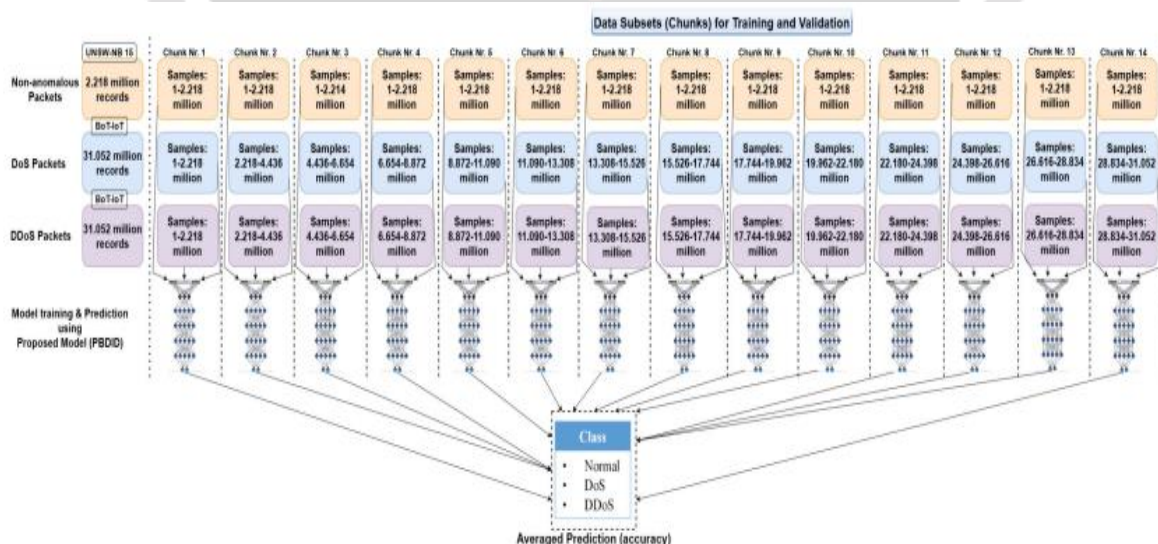 Data Subsets (Chunks) for Training and Validation
UNSW-NB 15 Chunk Nr. 1 Chunk Nr. 2 Chunk Nr. 3 Chunk Nr. 4 Chunk Nr. 5 Chunk Nr. 6 Chunk Nr. 7 Chunk Nr. 8 Chunk Nr. 9 Chunk Nr. 10 Chunk Nr. 11 Chunk Nr. 12 Chunk Nr. 13 Chunk Nr. 14
Non-anomalous Packets
2.218 million records
Samples: 1-2.218 million
Samples: 1-2.218 million
Samples: 1-2.214 million
Samples: 1-2.218 million
Samples: 1-2.218 million
Samples: 1-2.218 million
Samples: 1-2.218 million
Samples: 1-2.218 million
Samples: 1-2.218 million
Samples: 1-2.218 million
Samples: 1-2.218 million
Samples: 1-2.218 million
Samples: 1-2.218 million
Samples: 1-2.218 million
BoT-IoT
DoS Packets
31.052 million records
Samples: 1-2.218 million
Samples: 2.218-4.436 million
Samples: 4.436-6.654 million
Samples: 6.654-8.872 million
Samples: 8.872-11.090 million
Samples: 11.090-13.308 million
Samples: 13.308-15.526 million
Samples: 15.526-17.744 million
Samples: 17.744-19.962 million
Samples: 19.962-22.180 million
Samples: 22.180-24.398 million
Samples: 24.398-26.616 million
Samples: 26.616-28.834 million
Samples: 28.834-31.052 million
BoT-IoT
DDoS Packets
31.052 million records
Samples: 1-2.218 million
Samples: 2.218-4.436 million
Samples: 4.436-6.654 million
Samples: 6.654-8.872 million
Samples: 8.872-11.090 million
Samples: 11.090-13.308 million
Samples: 13.308-15.526 million
Samples: 15.526-17.744 million
Samples: 17.744-19.962 million
Samples: 19.962-22.180 million
Samples: 22.180-24.398 million
Samples: 24.398-26.616 million
Samples: 26.616-28.834 million
Samples: 28.834-31.052 million
Model training & Prediction
using
Proposed Model (PBDID)
Class
• Normal
• DoS
• DDoS
Averaged Prediction (accuracy)